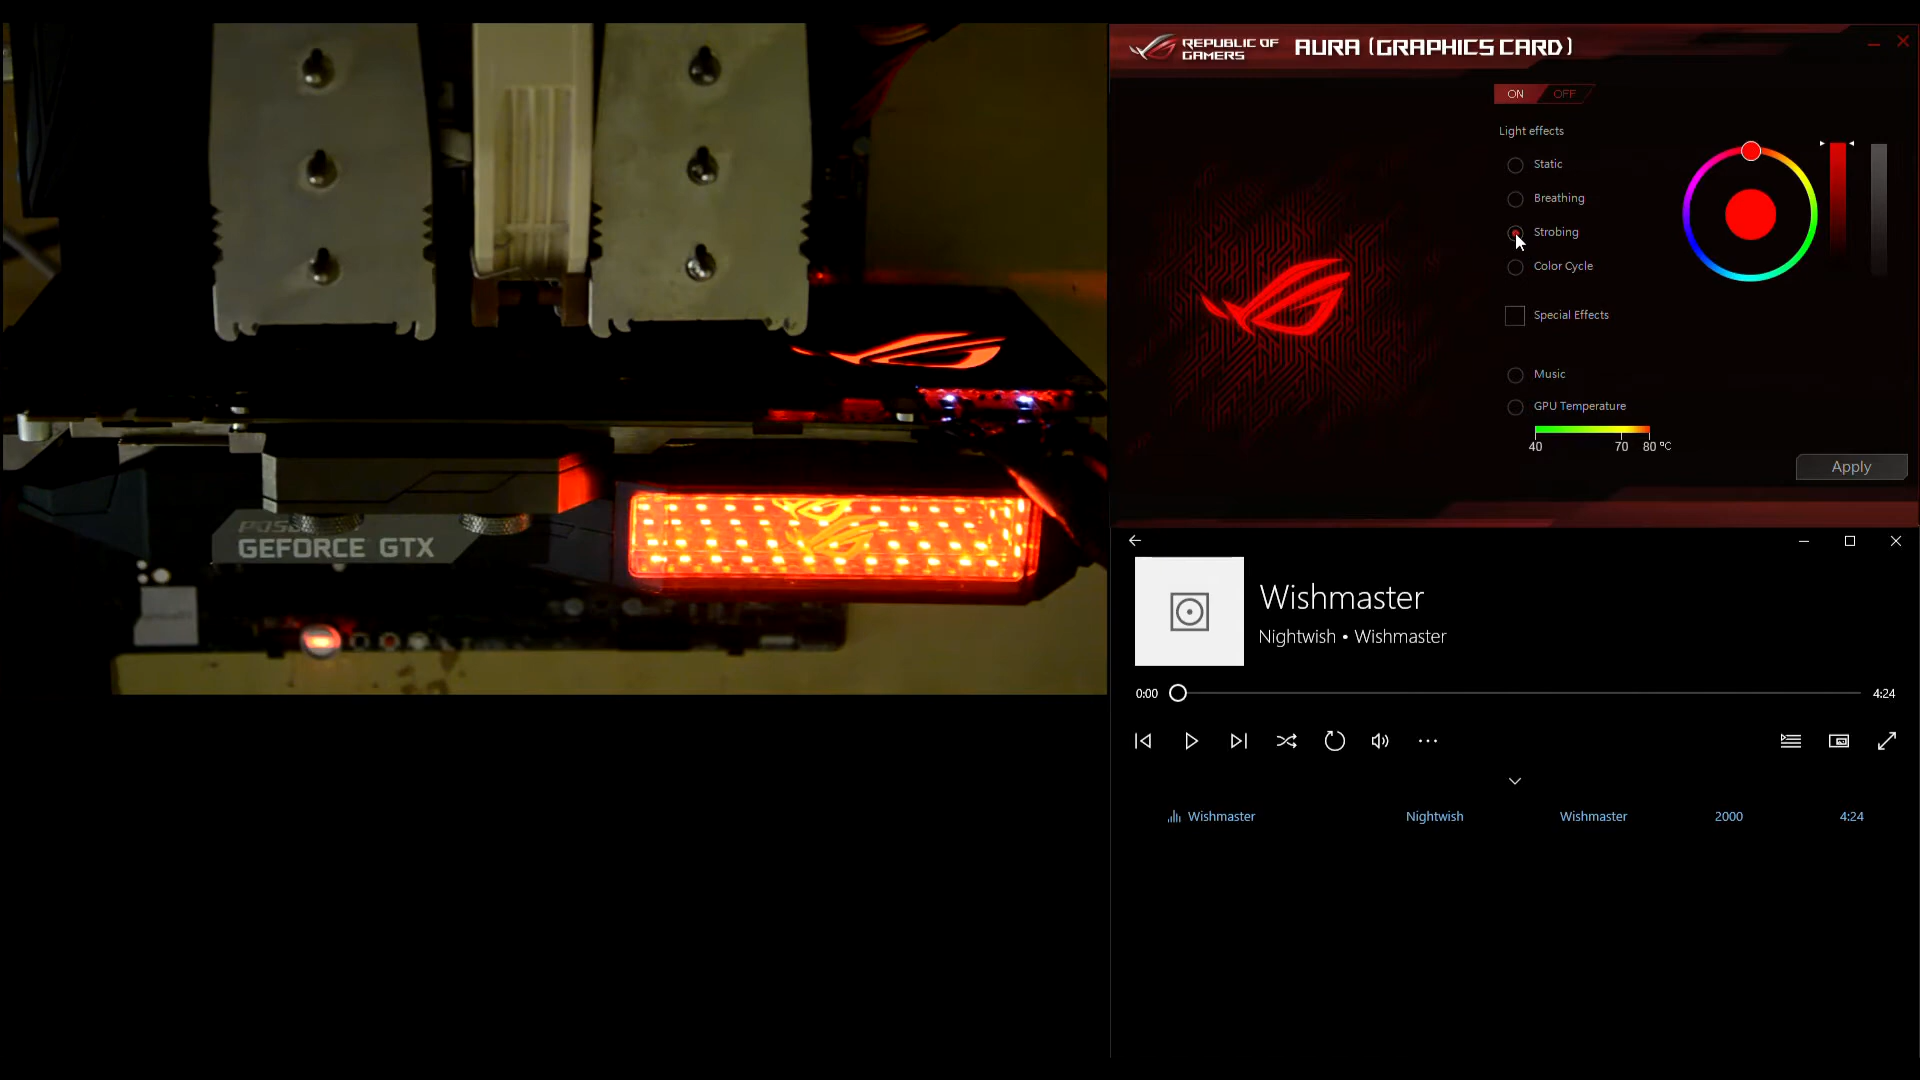 REPUBLIC OF
GAMERS
AURA (GRAPHICS CARD)
ON
OFF
Light effects
Static
Breathing
Strobing
Color Cycle
Special Effects
Music
GPU Temperature
40
70
80 °C
Apply
GEFORCE GTX
Wishmaster
Nightwish • Wishmaster
0:00
4:24
Wishmaster
Nightwish
Wishmaster
2000
4:24